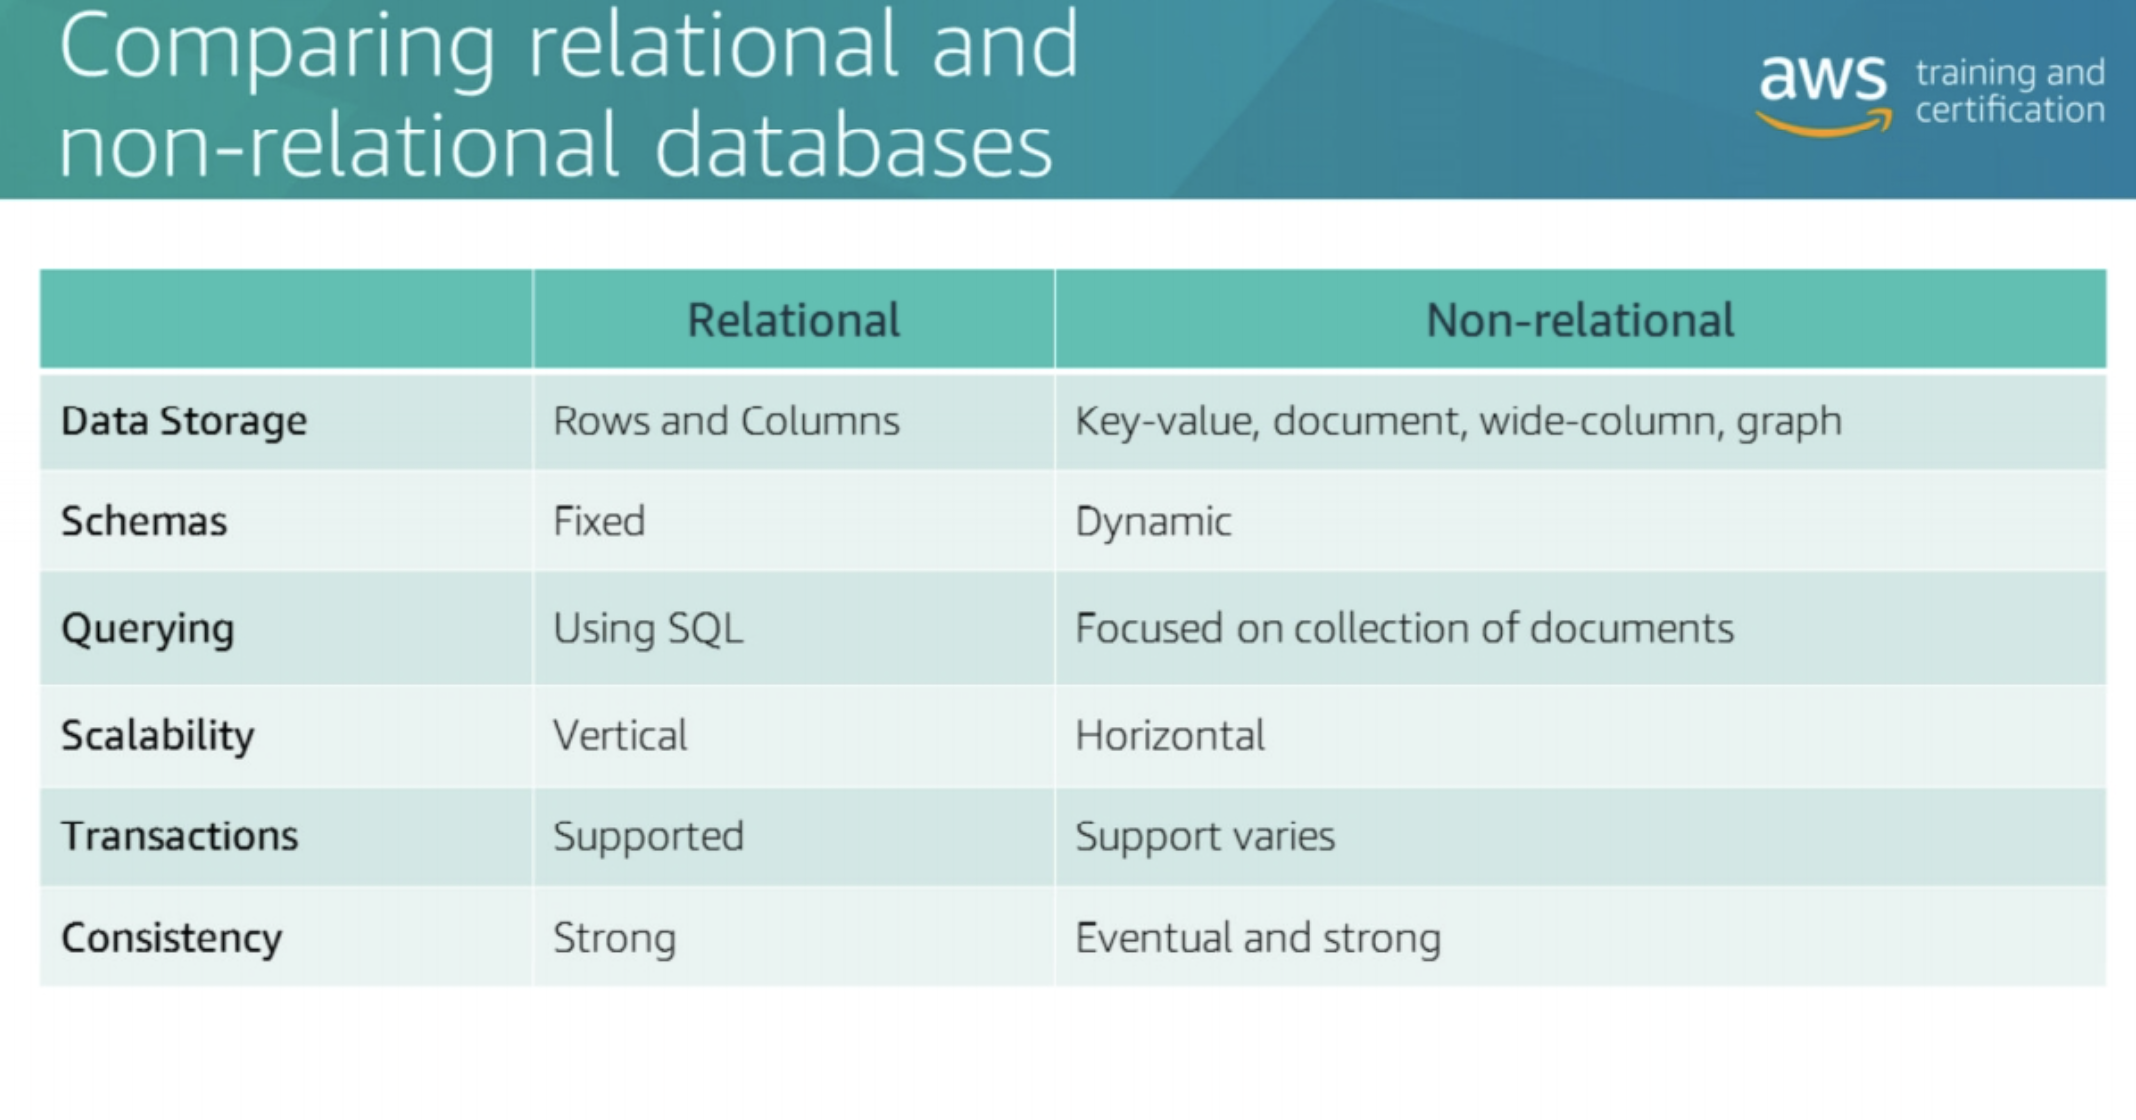 Comparing relational and
non-relational databases
aws training and
certification
Relational Non-relational
Data Storage Rows and Columns Key-value, document, wide-column, graph
Schemas Fixed Dynamic
Querying Using SQL Focused on collection of documents
Scalability Vertical Horizontal
Transactions Supported Support varies
Consistency Strong Eventual and strong